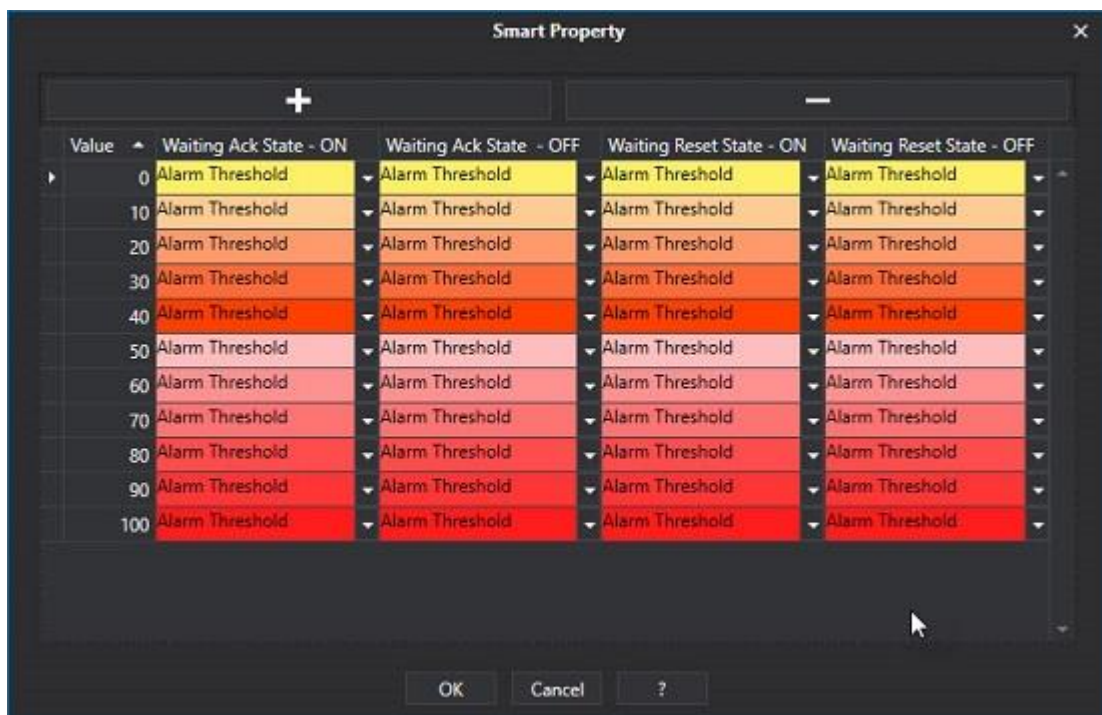 Smart Property
Value Waiting Ack State - ON Waiting Ack State - OFF Waiting Reset State - ON Waiting Reset State - OFF
0 Alarm Threshold Alarm Threshold Alarm Threshold Alarm Threshold
10 Alarm Threshold Alarm Threshold Alarm Threshold Alarm Threshold
20 Alarm Threshold Alarm Threshold Alarm Threshold Alarm Threshold
30 Alarm Threshold Alarm Threshold Alarm Threshold Alarm Threshold
40 Alarm Threshold Alarm Threshold Alarm Threshold Alarm Threshold
50 Alarm Threshold Alarm Threshold Alarm Threshold Alarm Threshold
60 Alarm Threshold Alarm Threshold Alarm Threshold Alarm Threshold
70 Alarm Threshold Alarm Threshold Alarm Threshold Alarm Threshold
80 Alarm Threshold Alarm Threshold Alarm Threshold Alarm Threshold
90 Alarm Threshold Alarm Threshold Alarm Threshold Alarm Threshold
100 Alarm Threshold Alarm Threshold Alarm Threshold Alarm Threshold
OK Cancel ?